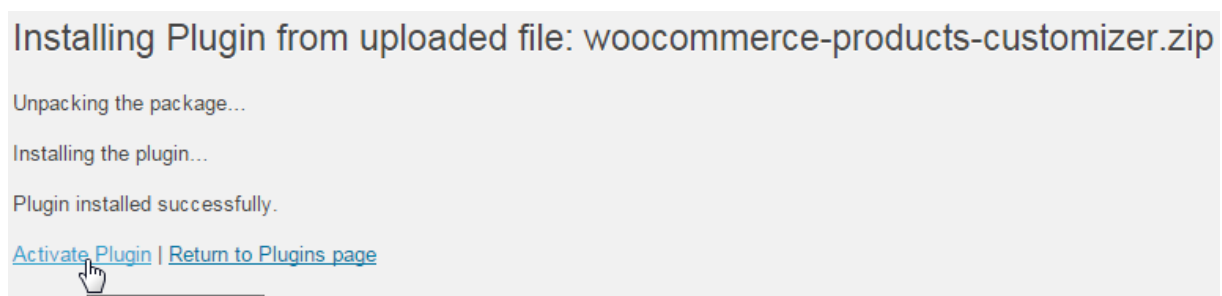 Installing Plugin from uploaded file: woocommerce-products-customizer.zip
Unpacking the package...
Installing the plugin...
Plugin installed successfully.
Activate Plugin | Return to Plugins page